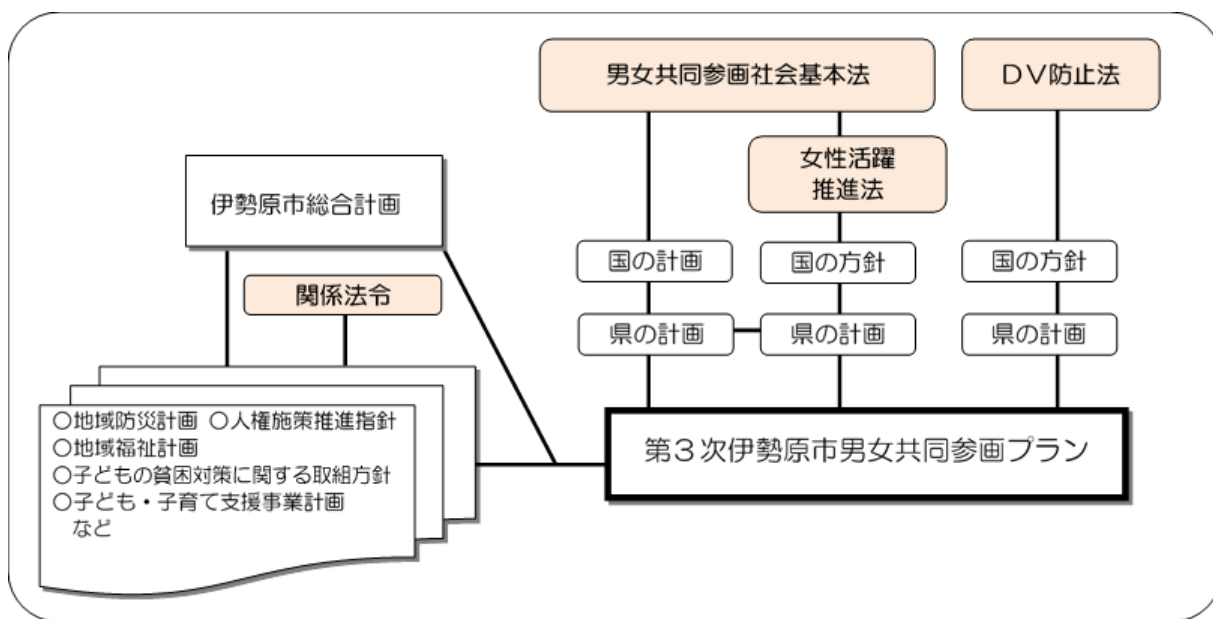 男女共同参画社会基本法
ＤＶ防止法
女性活躍
推進法
伊勢原市総合計画
国の計画
国の方針
国の方針
関係法令
県の計画
県の計画
県の計画
○地域防災計画 ○人権施策推進指針
○地域福祉計画
○子どもの貧困対策に関する取組方針
○子ども・子育て支援事業計画
など
第３次伊勢原市男女共同参画プラン